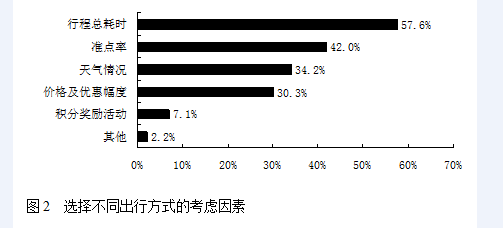 行程总耗时 57.6%
准点率 42.0%
天气情况 34.2%
价格及优惠幅度 30.3%
积分奖励活动 7.1%
其他 2.2%
0% 10% 20% 30% 40% 50% 60% 70%
图2 选择不同出行方式的考虑因素